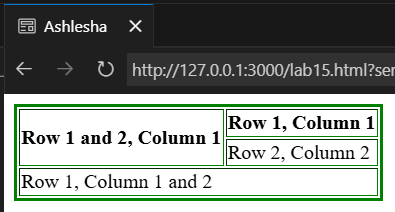 Ashlesha
http://127.0.0.1:3000/lab15.html?ser
Row 1 and 2, Column 1
Row 1, Column 1
Row 2, Column 2
Row 1, Column 1 and 2